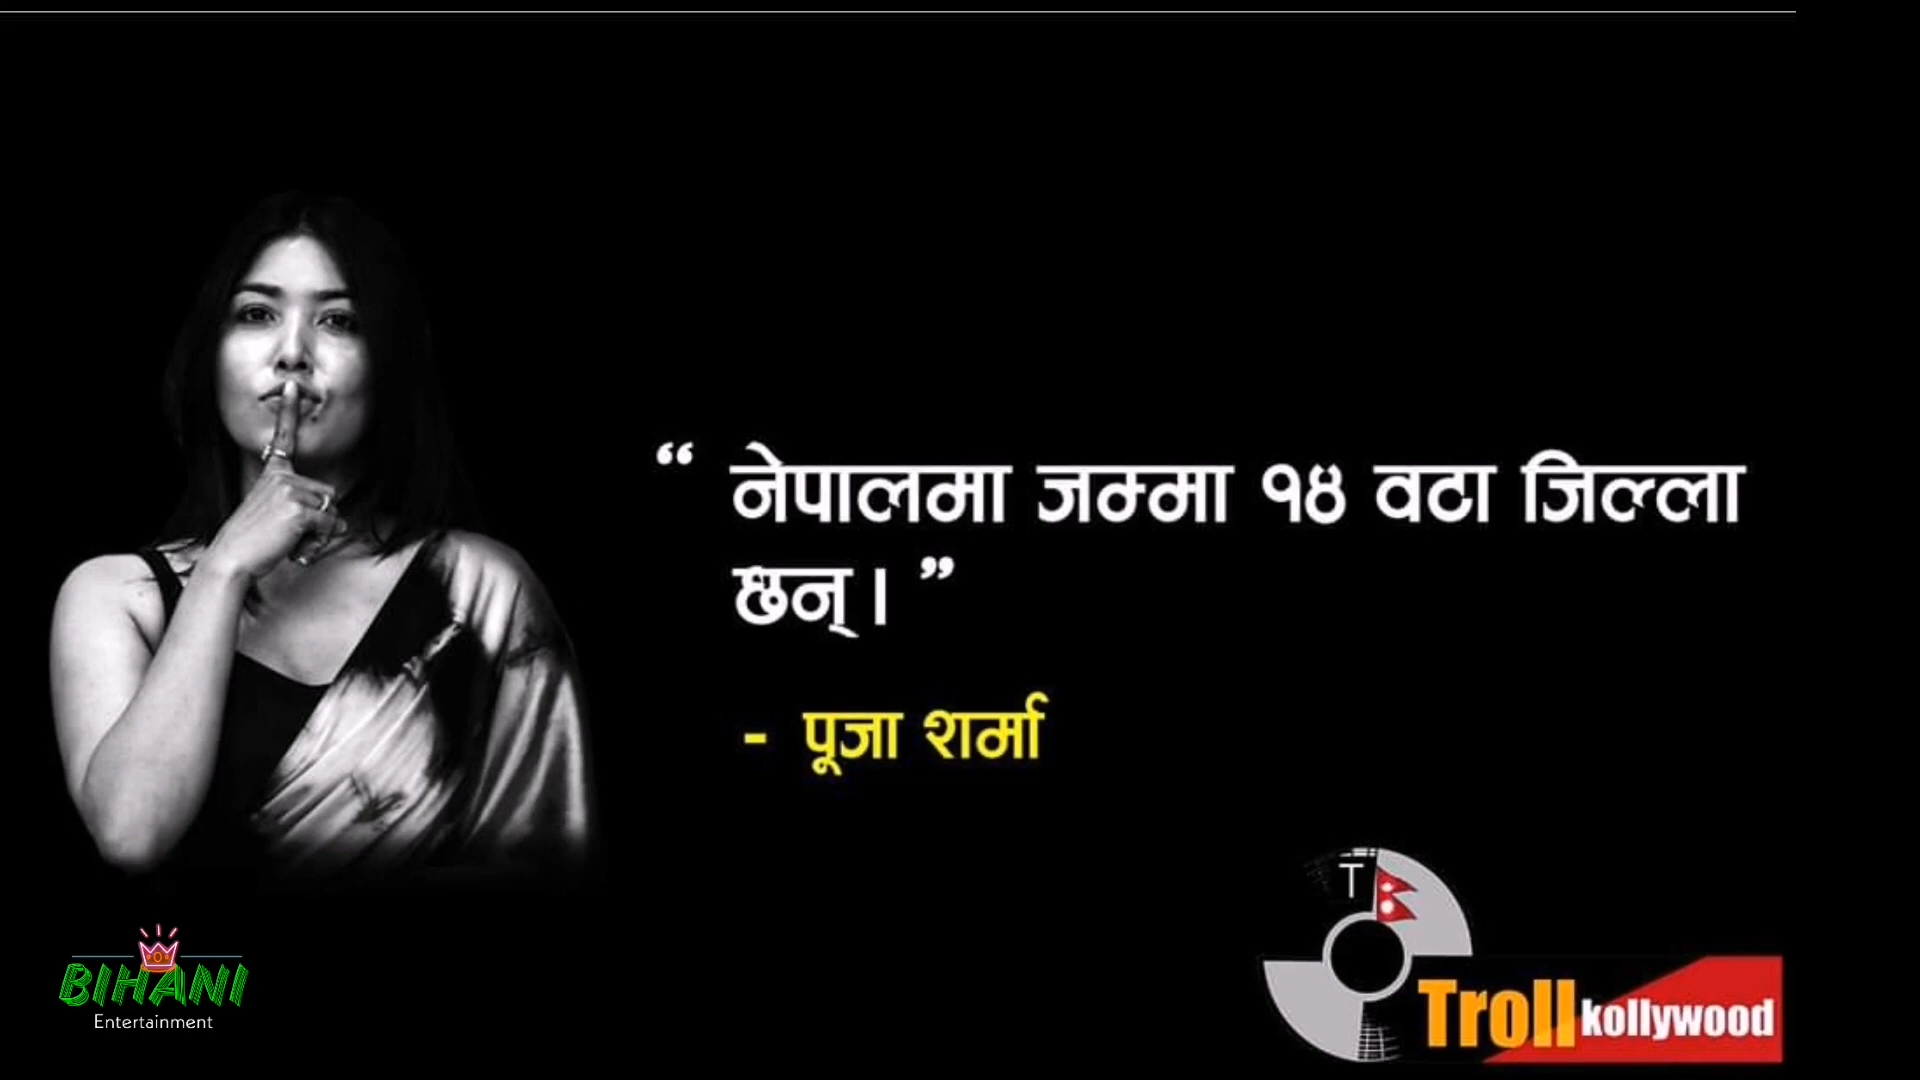 “ नेपालमा जम्मा १४ वटा जिल्ला
छन् । ”
- पूजा शर्मा
T
BIHANI
Entertainment
Troll kollywood